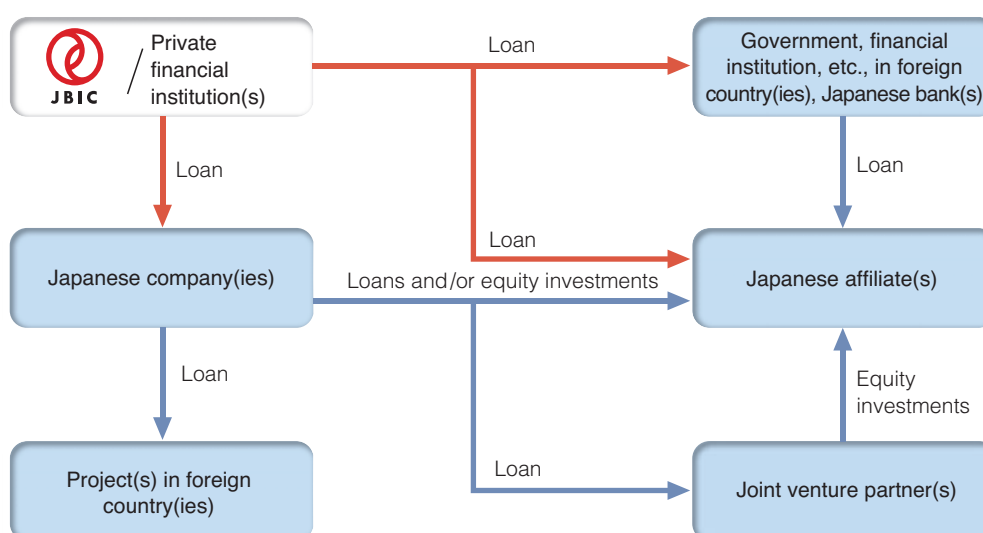 JBIC
Private
financial
institution(s)
Loan
Government, financial
institution, etc., in foreign
country(ies), Japanese bank(s)
Loan
Loan
Loan
Japanese company(ies)
Loans and/or equity investments
Japanese affiliate(s)
Loan
Equity
investments
Project(s) in foreign
country(ies)
Loan
Joint venture partner(s)